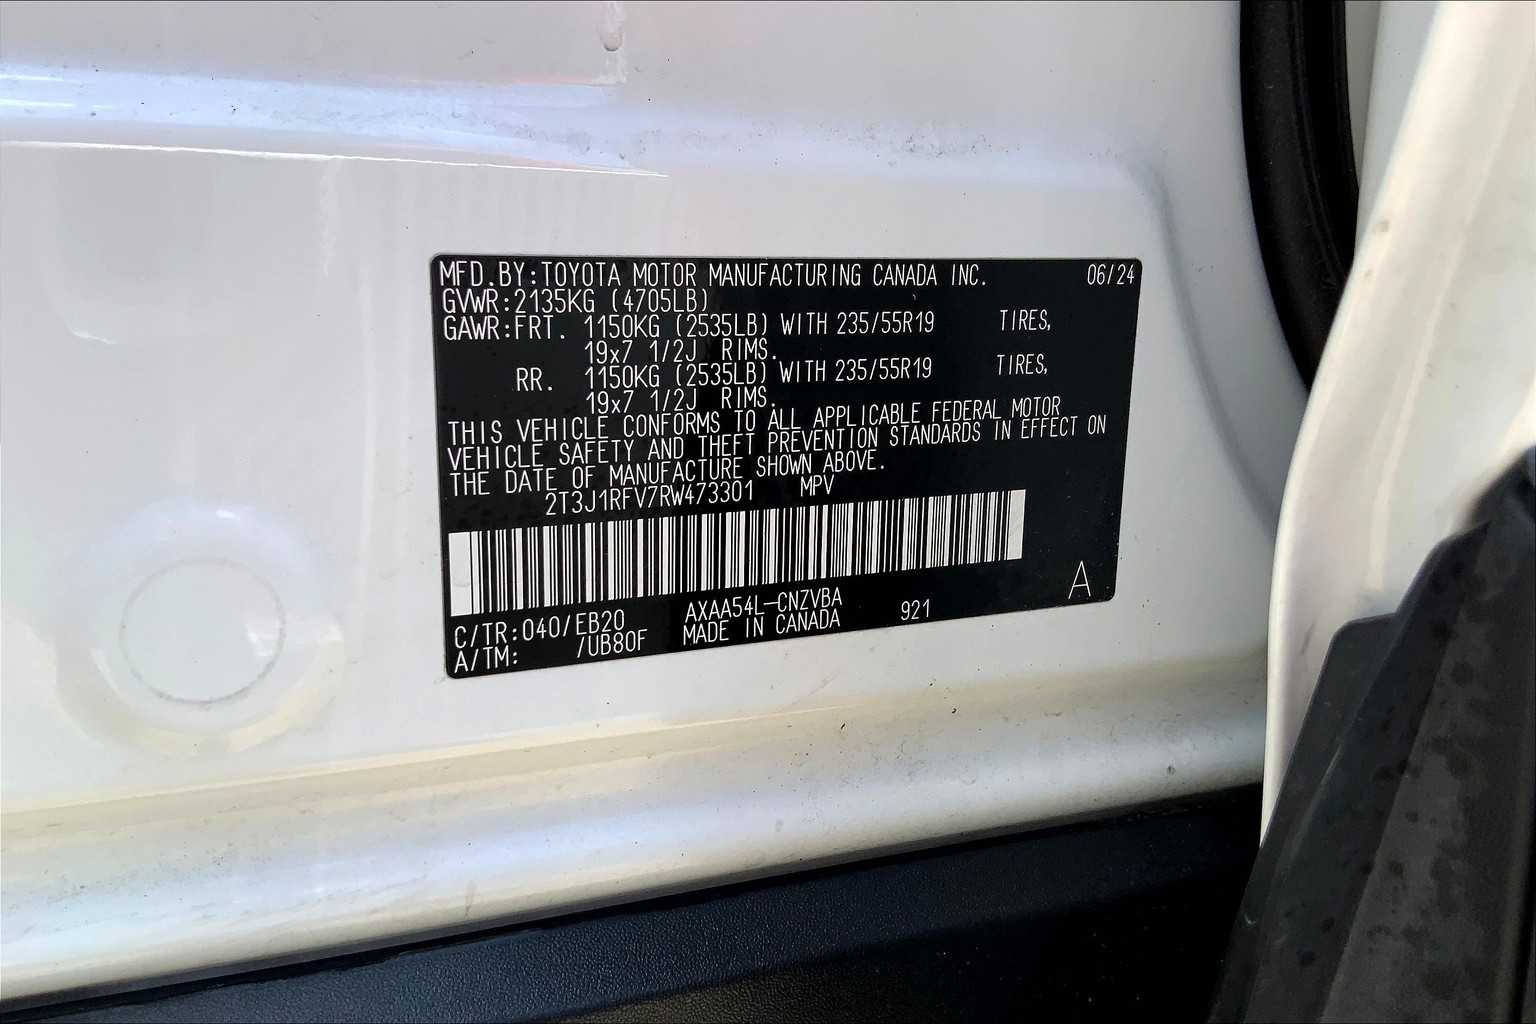 MFD.BY:TOYOTA MOTOR MANUFACTURING CANADA INC. 06/24
GVWR:2135KG (4705LB)
GAWR:FRT. 1150KG (2535LB) WITH 235/55R19 TIRES,
19x7 1/2J RIMS.
RR. 1150KG (2535LB) WITH 235/55R19 TIRES,
19x7 1/2J RIMS.
THIS VEHICLE CONFORMS TO ALL APPLICABLE FEDERAL MOTOR
VEHICLE SAFETY AND THEFT PREVENTION STANDARDS IN EFFECT ON
THE DATE OF MANUFACTURE SHOWN ABOVE.
2T3J1RFV7RW473301 MPV
A
C/TR:040/EB20 AXAA54L-CNZVBA 921
A/TM: /UB80F MADE IN CANADA